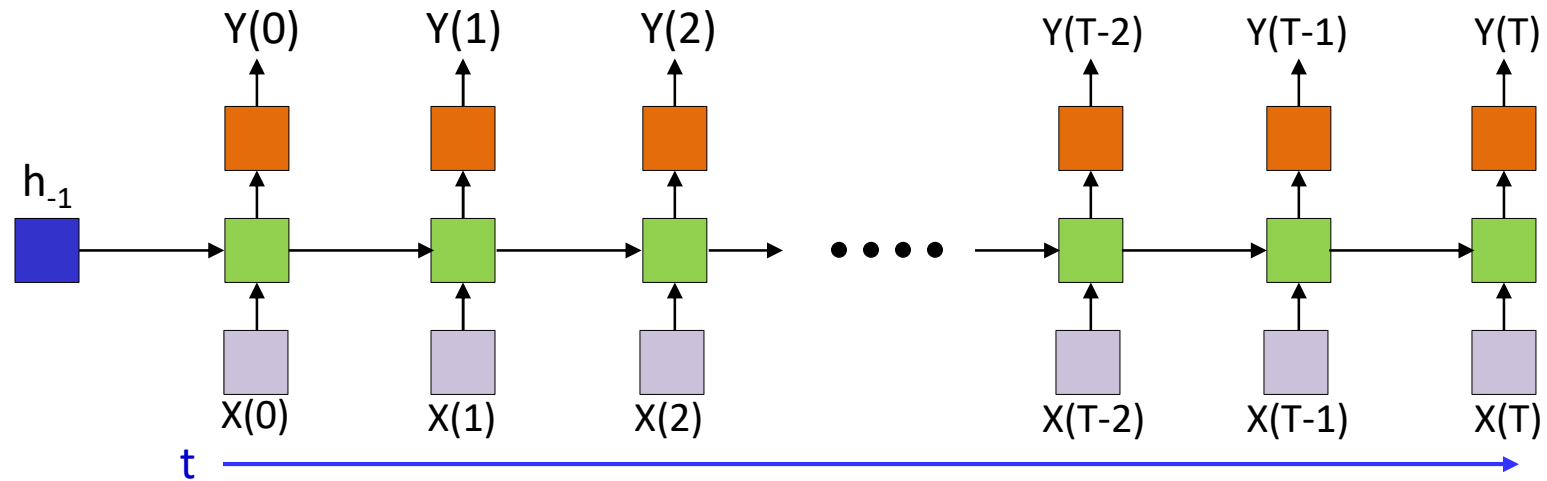 Y(0) Y(1) Y(2) Y(T-2) Y(T-1) Y(T)
h-1
X(0) X(1) X(2) X(T-2) X(T-1) X(T)
t